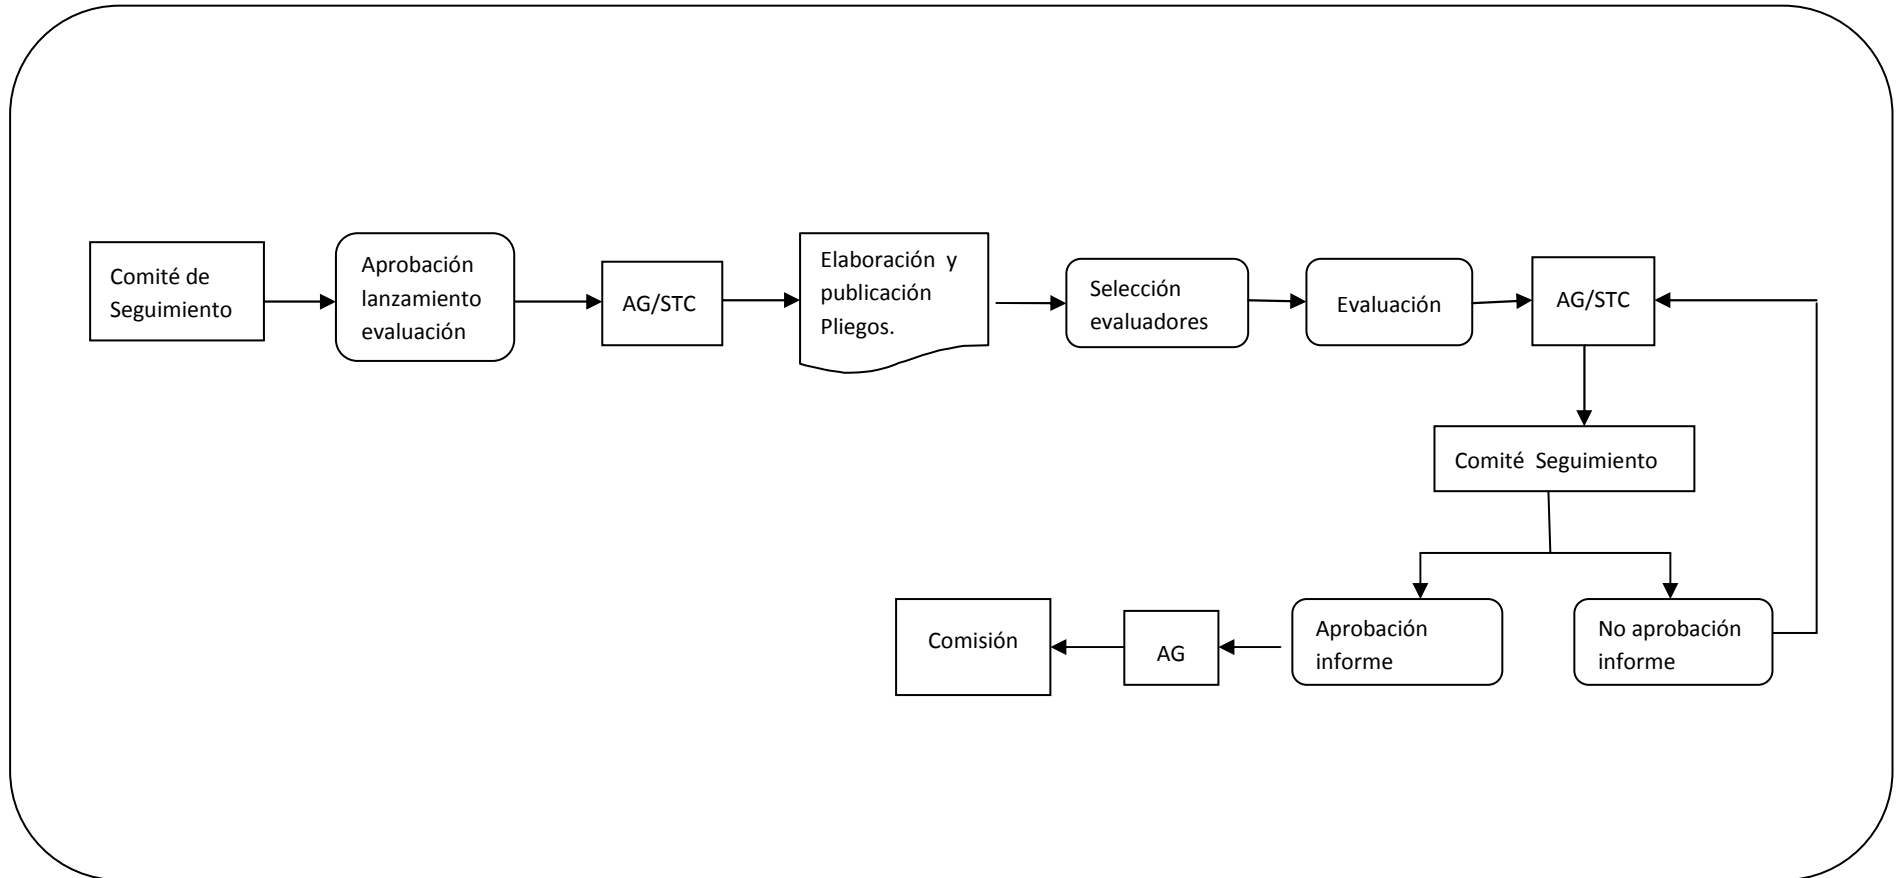 Comité de
Seguimiento
Aprobación
lanzamiento
evaluación
AG/STC
Elaboración y
publicación
Pliegos.
Selección
evaluadores
Evaluación
AG/STC
Comité Seguimiento
Comisión
AG
Aprobación
informe
No aprobación
informe